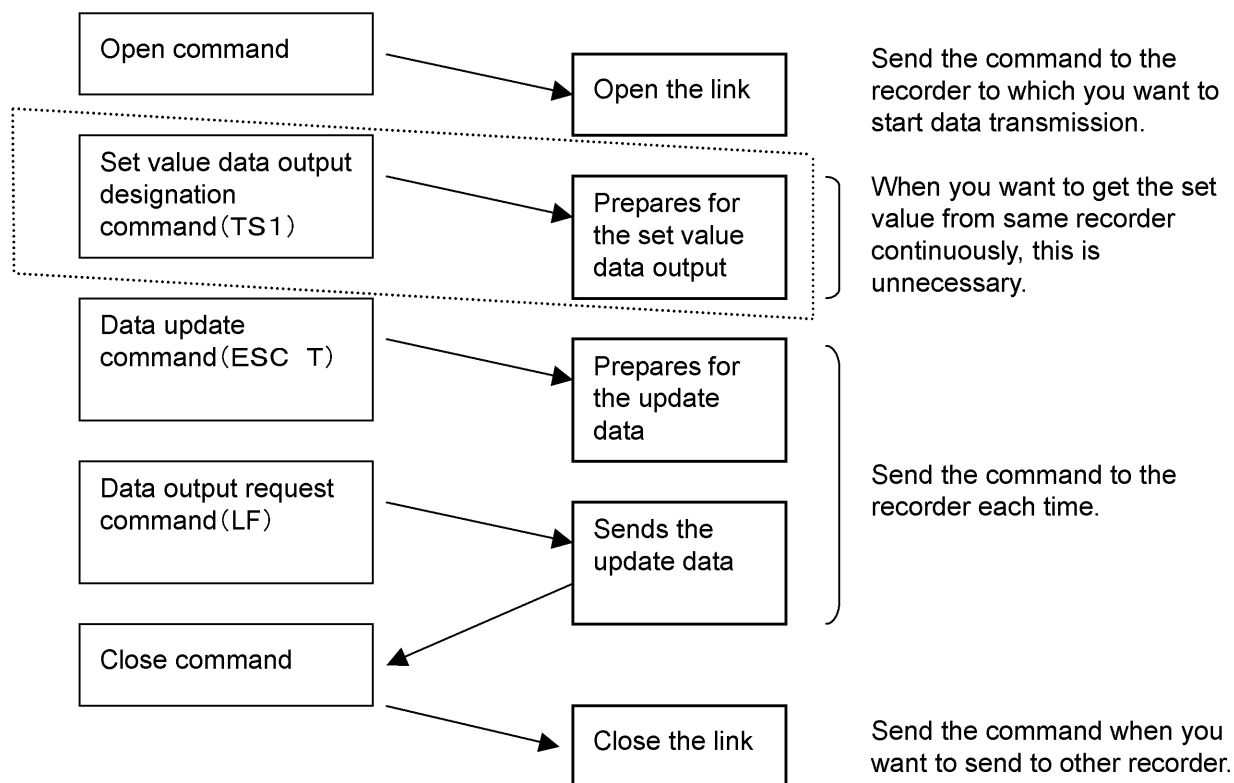 Open command
Open the link
Send the command to the
recorder to which you want to
start data transmission.
Set value data output
designation
command（TS1）
Prepares for
the set value
data output
When you want to get the set
value from same recorder
continuously, this is
unnecessary.
Data update
command（ESC T）
Prepares for
the update
data
Data output request
command（LF）
Sends the
update data
Send the command to the
recorder each time.
Close command
Close the link
Send the command when you
want to send to other recorder.